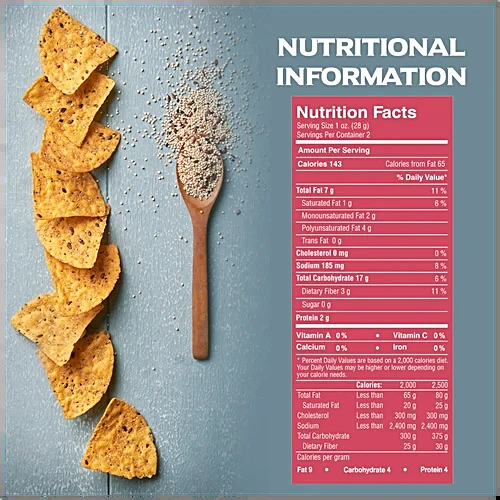 NUTRITIONAL
INFORMATION
Nutrition Facts
Serving Size 1 oz. (28 g)
Servings Per Container 2
Amount Per Serving
Calories 143 Calories from Fat 65
% Daily Value*
Total Fat 7 g 11 %
Saturated Fat 1 g 6 %
Monounsaturated Fat 2 g
Polyunsaturated Fat 4 g
Trans Fat 0 g
Cholesterol 0 mg 0 %
Sodium 185 mg 8 %
Total Carbohydrate 17 g 6 %
Dietary Fiber 3 g 11 %
Sugar 0 g
Protein 2 g
Vitamin A 0 % • Vitamin C 0 %
Calcium 0 % • Iron 0 %
* Percent Daily Values are based on a 2,000 calories diet.
Your Daily Values may be higher or lower depending on
your calorie needs.
Calories: 2,000 2,500
Total Fat Less than 65 g 80 g
Saturated Fat Less than 20 g 25 g
Cholesterol Less than 300 mg 300 mg
Sodium Less than 2,400 mg 2,400 mg
Total Carbohydrate 300 g 375 g
Dietary Fiber 25 g 30 g
Calories per gram
Fat 9 • Carbohydrate 4 • Protein 4